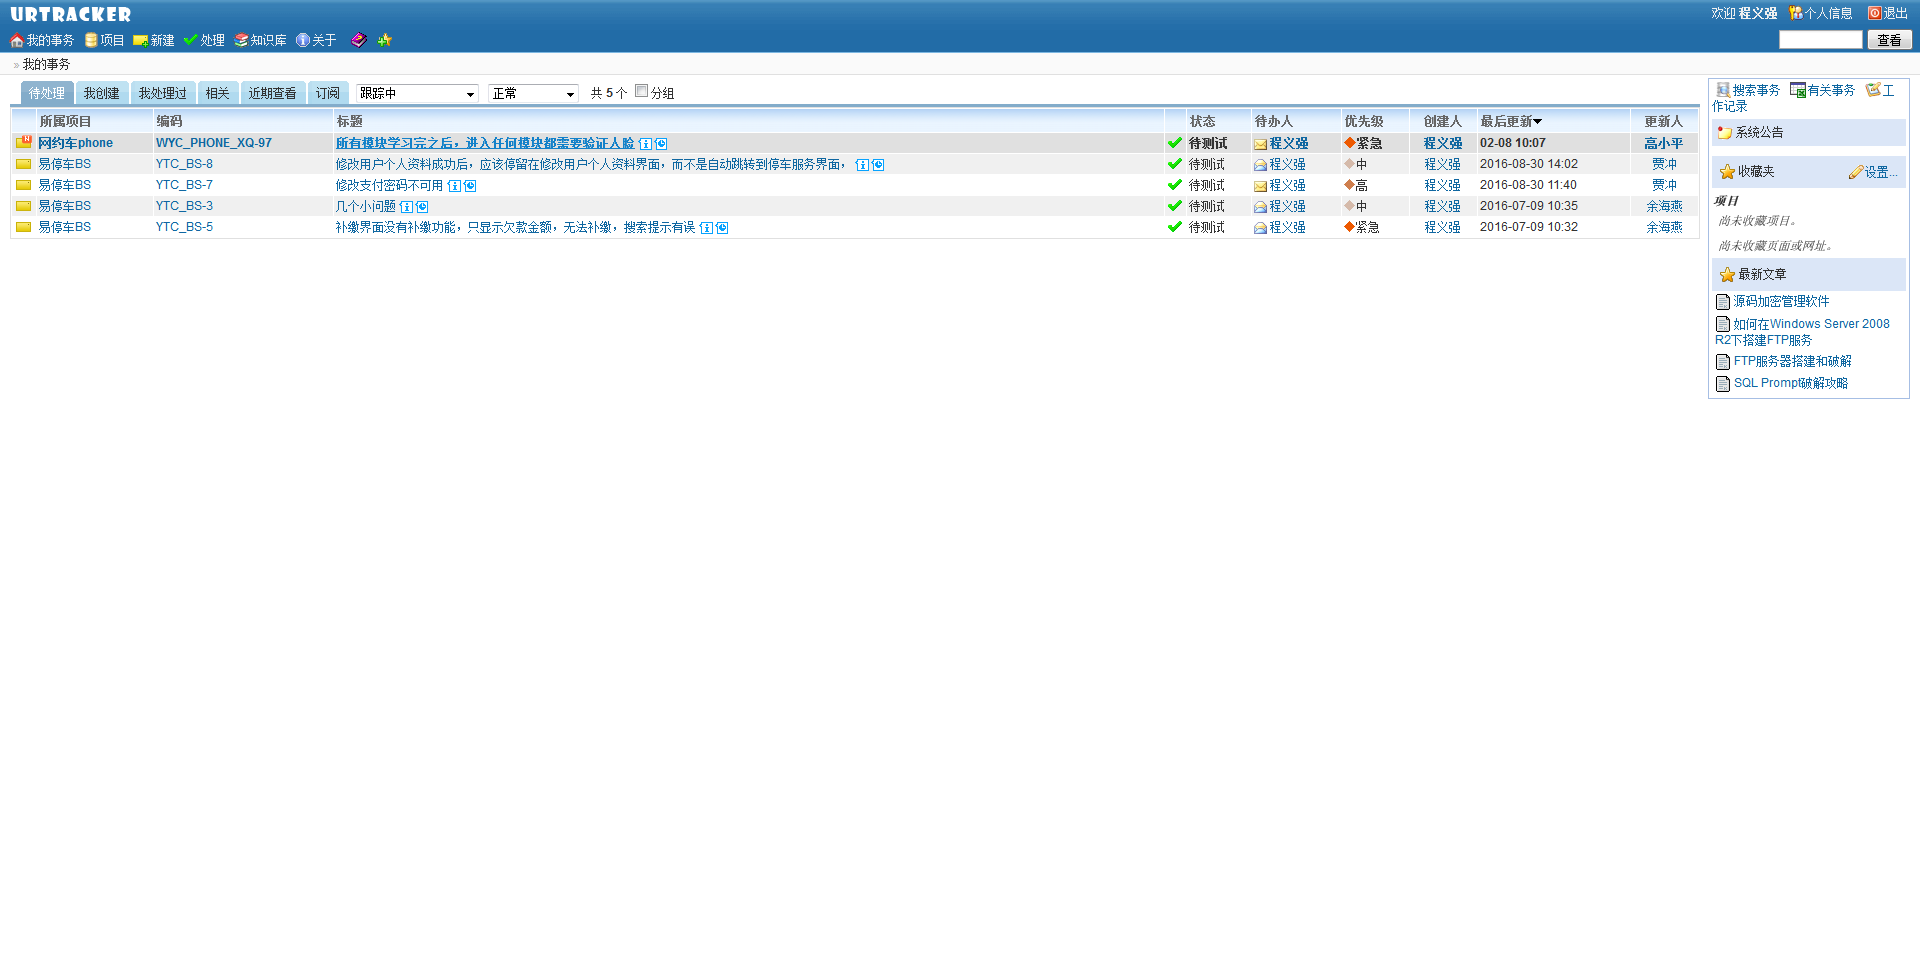 URTRACKER
欢迎 程义强 个人信息 退出
我的事务 项目 新建 处理 知识库 关于 查看
» 我的事务
待处理 我创建 我处理过 相关 近期查看 订阅 跟踪中 正常 共 5 个 分组
所属项目 编码 标题 状态 待办人 优先级 创建人 最后更新 更新人
网约车phone WYC_PHONE_XQ-97 所有模块学习完之后，进入任何模块都需要验证人脸 待测试 程义强 紧急 程义强 02-08 10:07 高小平
易停车BS YTC_BS-8 修改用户个人资料成功后，应该停留在修改用户个人资料界面，而不是自动跳转到停车服务界面， 待测试 程义强 中 程义强 2016-08-30 14:02 贾冲
易停车BS YTC_BS-7 修改支付密码不可用 待测试 程义强 高 程义强 2016-08-30 11:40 贾冲
易停车BS YTC_BS-3 几个小问题 待测试 程义强 中 程义强 2016-07-09 10:35 余海燕
易停车BS YTC_BS-5 补缴界面没有补缴功能，只显示欠款金额，无法补缴，搜索提示有误 待测试 程义强 紧急 程义强 2016-07-09 10:32 余海燕
搜索事务 有关事务 工
作记录
系统公告
收藏夹 设置...
项目
尚未收藏项目。
尚未收藏页面或网址。
最新文章
源码加密管理软件
如何在Windows Server 2008
R2下搭建FTP服务
FTP服务器搭建和破解
SQL Prompt破解攻略